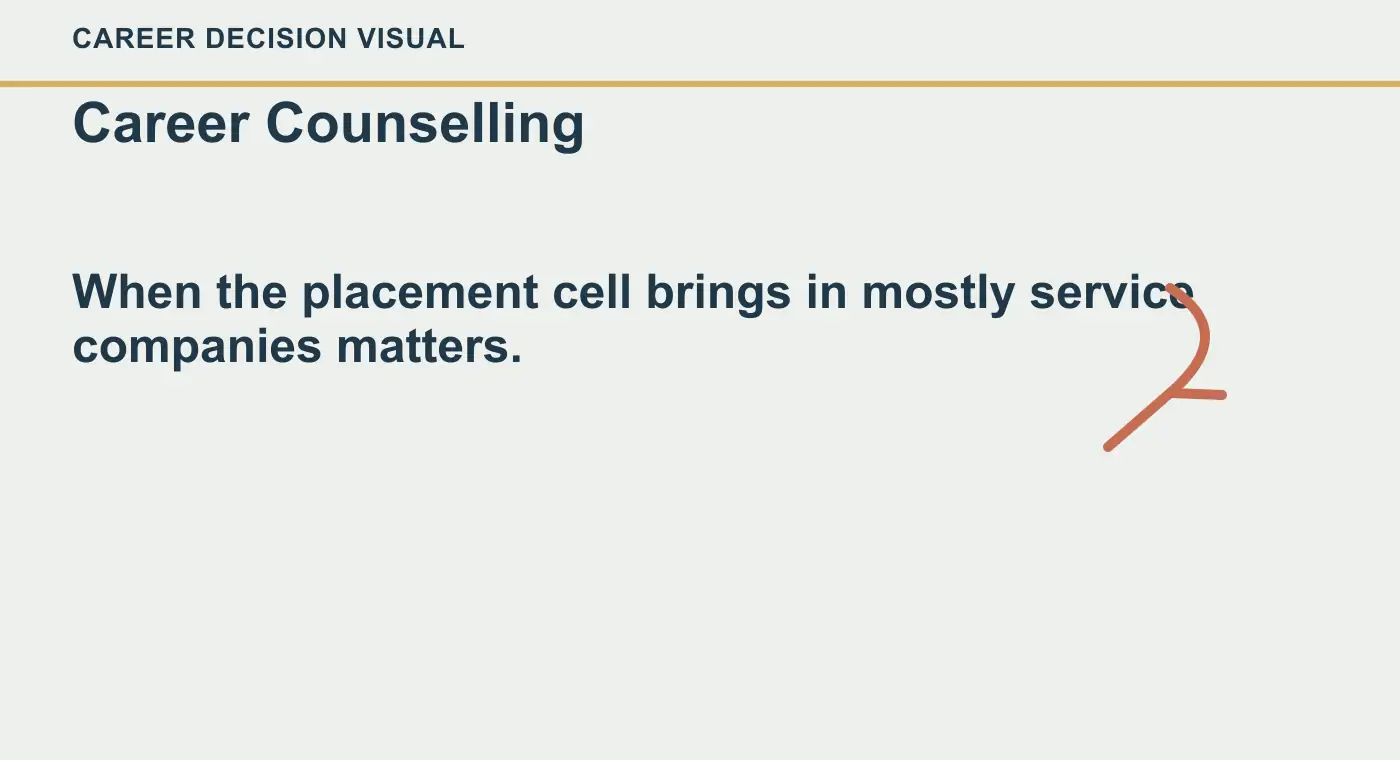 CAREER DECISION VISUAL
Career Counselling
When the placement cell brings in mostly service
companies matters.